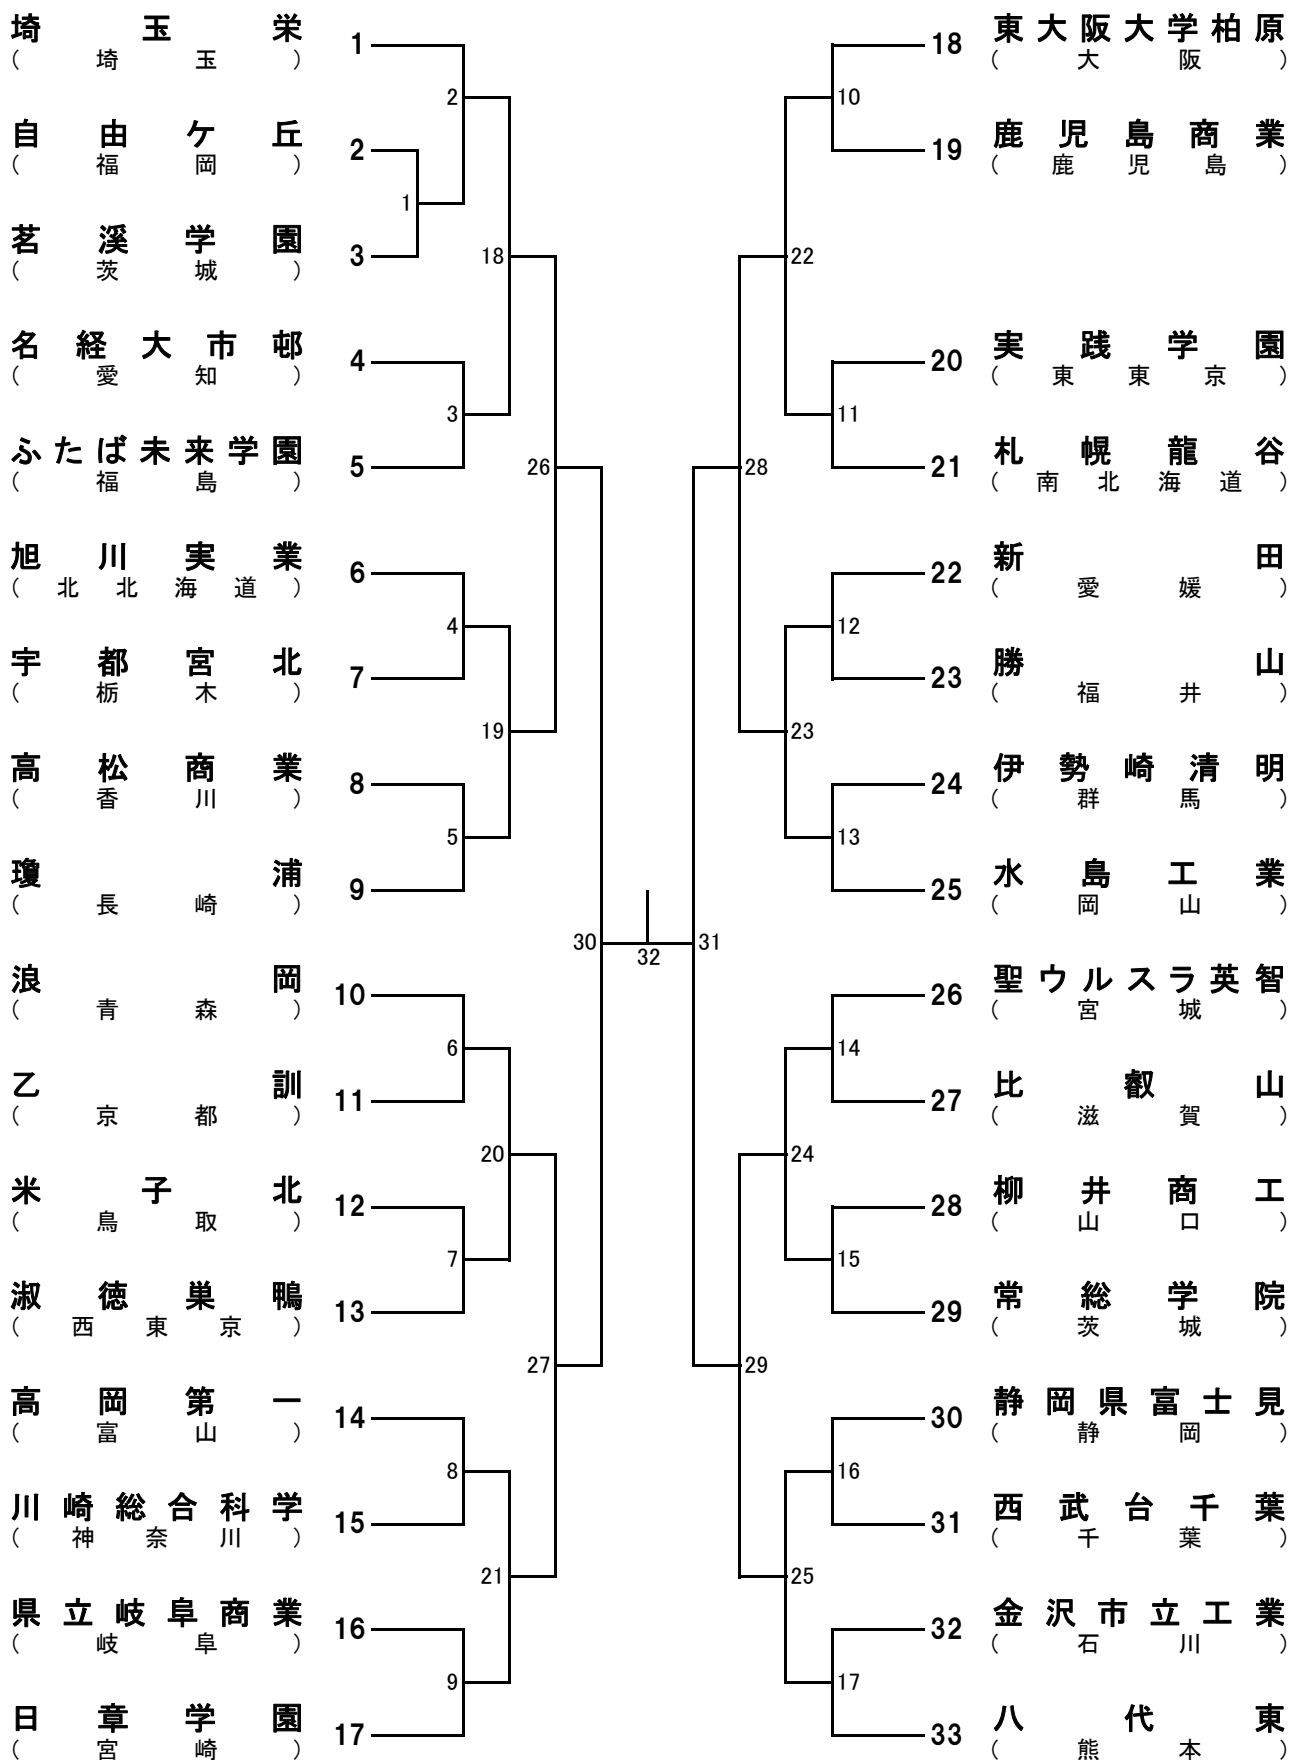 埼玉栄 1
(埼玉)
自由ケ丘 2
(福岡)
茗溪学園 3
(茨城)
名経大市邨 4
(愛知)
ふたば未来学園 5
(福島)
旭川実業 6
(北北海道)
宇都宮北 7
(栃木)
高松商業 8
(香川)
瓊浦 9
(長崎)
浪岡 10
(青森)
乙訓 11
(京都)
米子北 12
(鳥取)
淑徳巣鴨 13
(西東京)
高岡第一 14
(富山)
川崎総合科学 15
(神奈川)
県立岐阜商業 16
(岐阜)
日章学園 17
(宮崎)
1
2
3
4
5
6
7
8
9
18
19
20
21
26
27
30
32
31
28
29
22
23
24
25
10
11
12
13
14
15
16
17
18 東大阪大学柏原
(大阪)
19 鹿児島商業
(鹿児島)
20 実践学園
(東東京)
21 札幌龍谷
(南北海道)
22 新田
(愛媛)
23 勝山
(福井)
24 伊勢崎清明
(群馬)
25 水島工業
(岡山)
26 聖ウルスラ英智
(宮城)
27 比叡山
(滋賀)
28 柳井商工
(山口)
29 常総学院
(茨城)
30 静岡県富士見
(静岡)
31 西武台千葉
(千葉)
32 金沢市立工業
(石川)
33 八代東
(熊本)